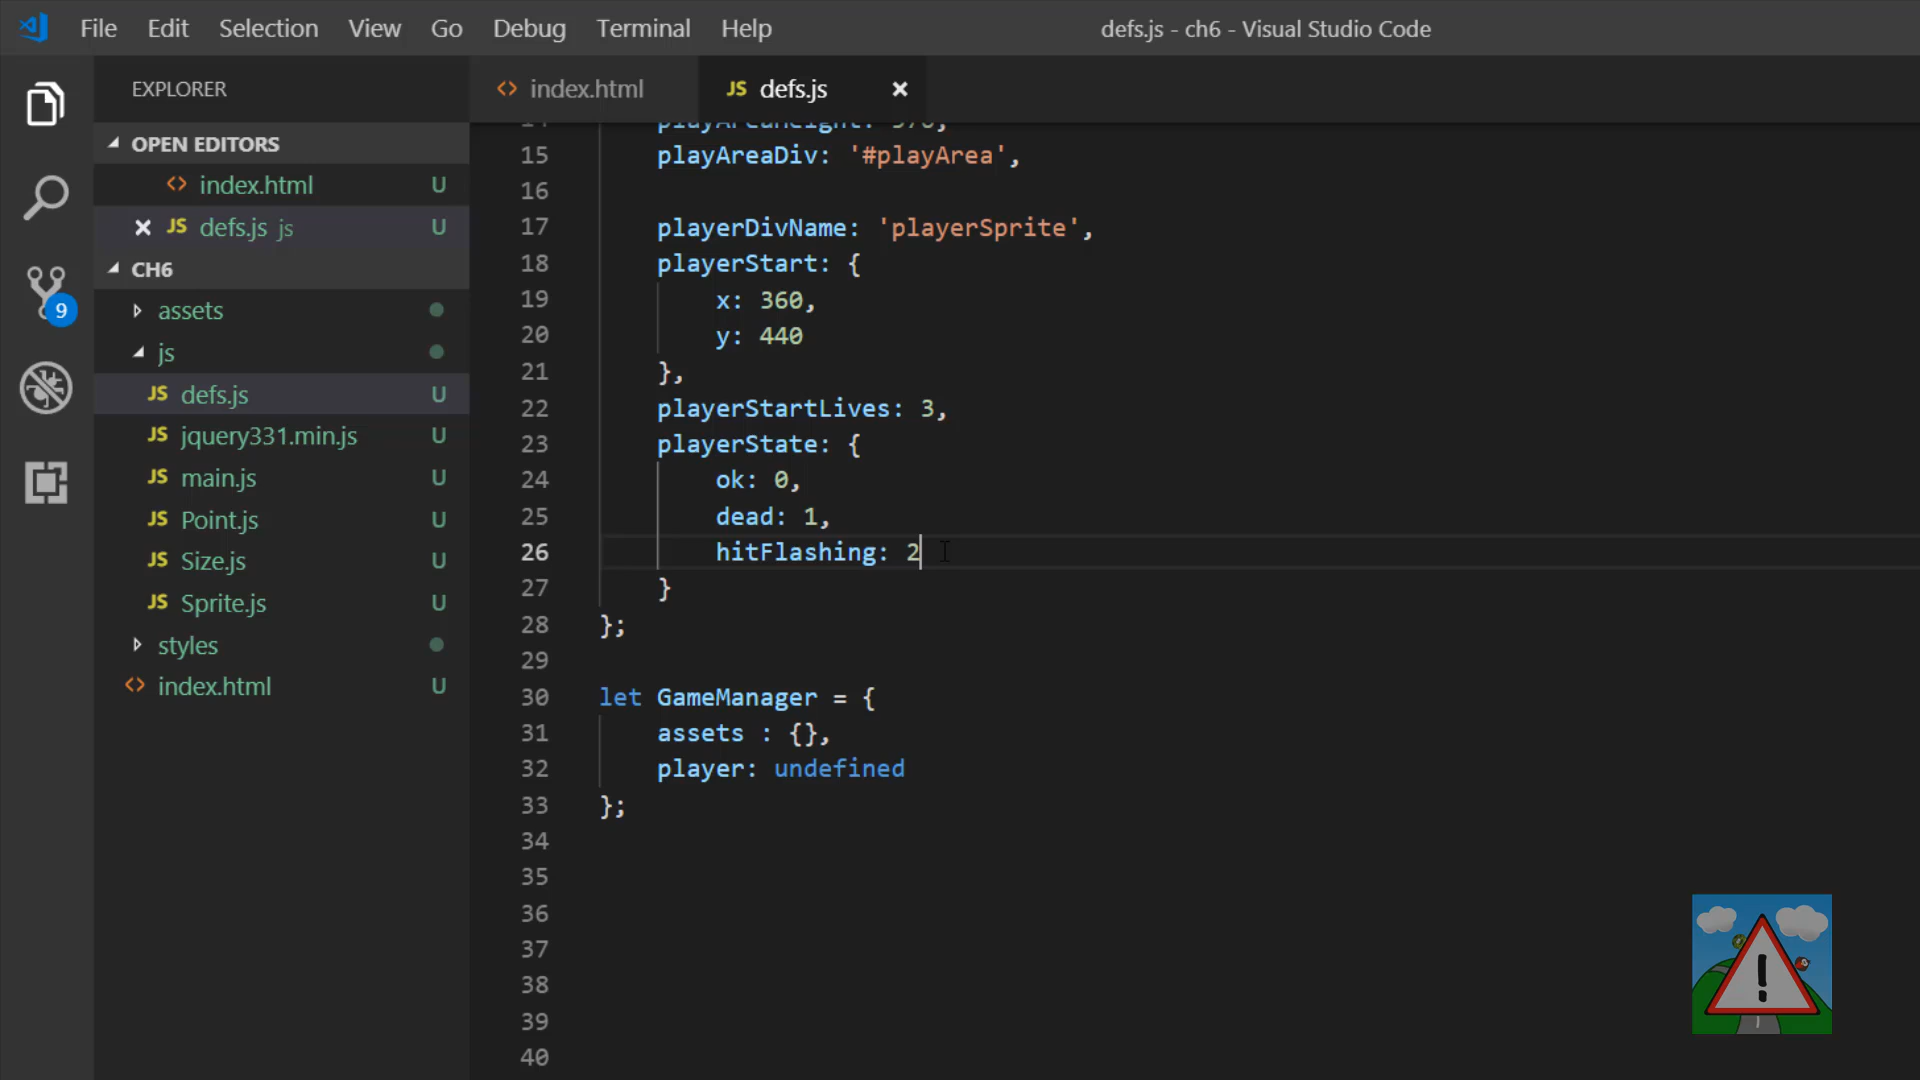 File Edit Selection View Go Debug Terminal Help
defs.js - ch6 - Visual Studio Code
EXPLORER
OPEN EDITORS
<> index.html U
× JS defs.js js U
CH6
assets
js
JS defs.js U
JS jquery331.min.js U
JS main.js U
JS Point.js U
JS Size.js U
JS Sprite.js U
styles
<> index.html U
9
<> index.html
JS defs.js ×
15 playAreaDiv: '#playArea',
16
17 playerDivName: 'playerSprite',
18 playerStart: {
19 x: 360,
20 y: 440
21 },
22 playerStartLives: 3,
23 playerState: {
24 ok: 0,
25 dead: 1,
26 hitFlashing: 2
27 }
28 };
29
30 let GameManager = {
31 assets : {},
32 player: undefined
33 };
34
35
36
37
38
39
40
!